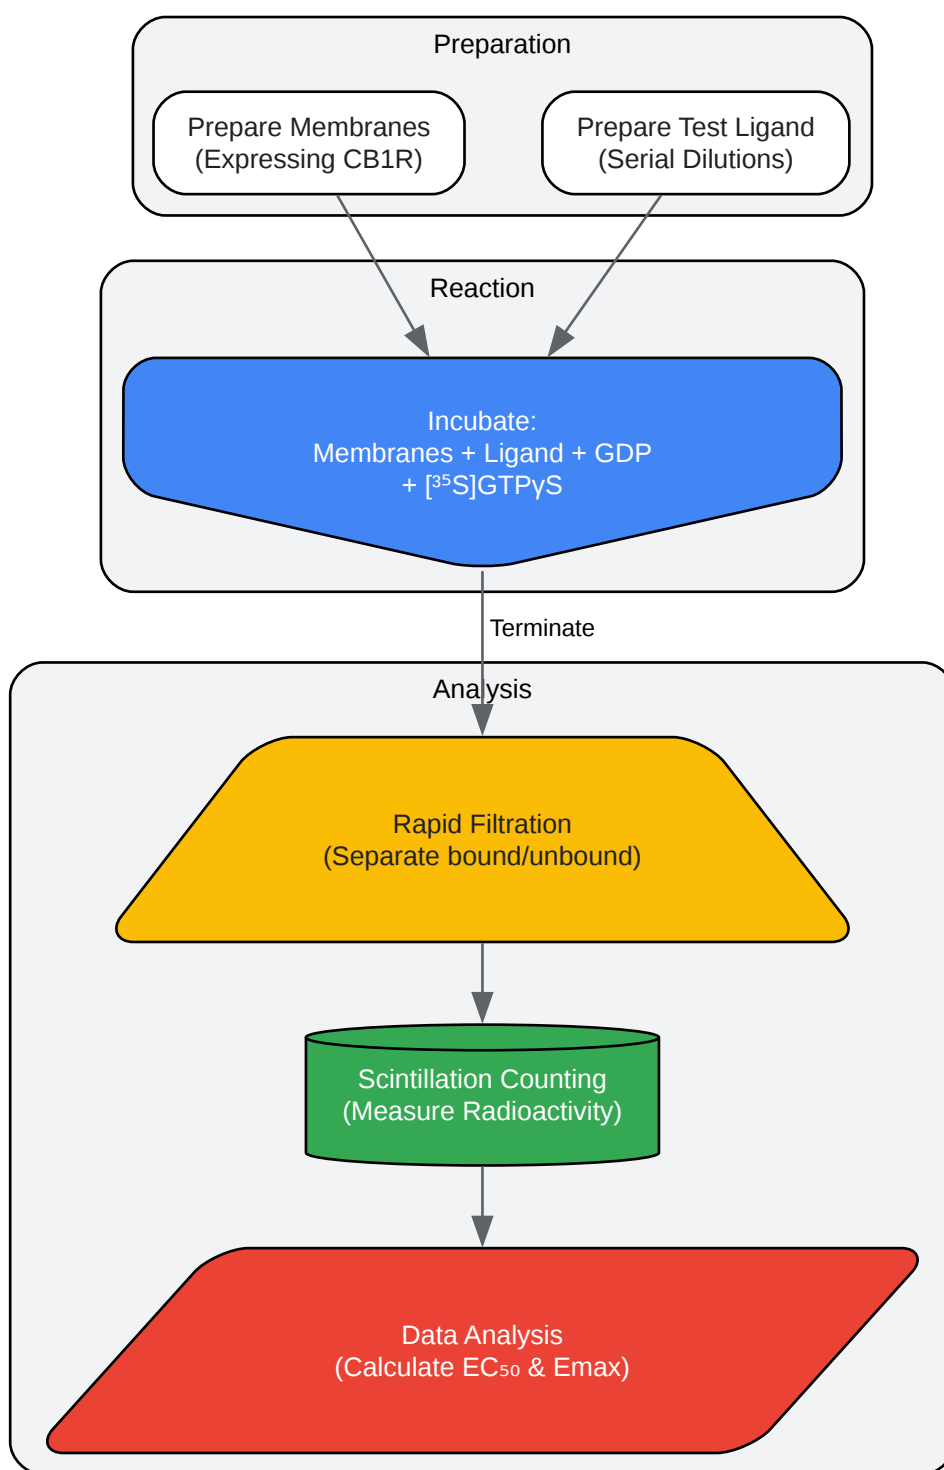 Preparation
Prepare Membranes
(Expressing CB1R)
Prepare Test Ligand
(Serial Dilutions)
Reaction
Incubate:
Membranes + Ligand + GDP
+ [³⁵S]GTPγS
Terminate
Analysis
Rapid Filtration
(Separate bound/unbound)
Scintillation Counting
(Measure Radioactivity)
Data Analysis
(Calculate EC₅₀ & Emax)